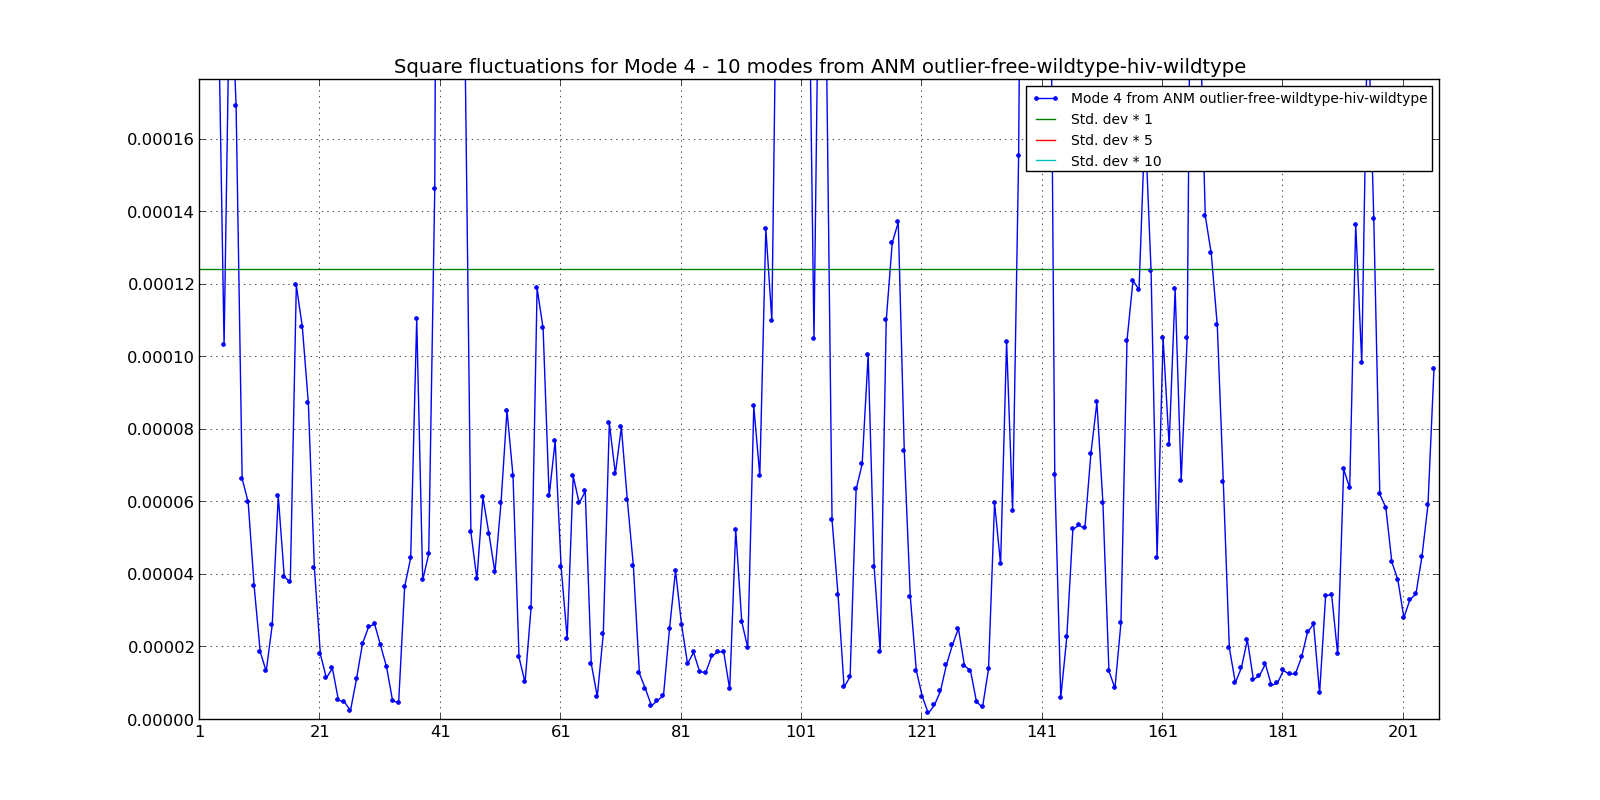 Square fluctuations for Mode 4 - 10 modes from ANM outlier-free-wildtype-hiv-wildtype
Mode 4 from ANM outlier-free-wildtype-hiv-wildtype
Std. dev * 1
Std. dev * 5
Std. dev * 10
0.00016
0.00014
0.00012
0.00010
0.00008
0.00006
0.00004
0.00002
0.00000
1 21 41 61 81 101 121 141 161 181 201